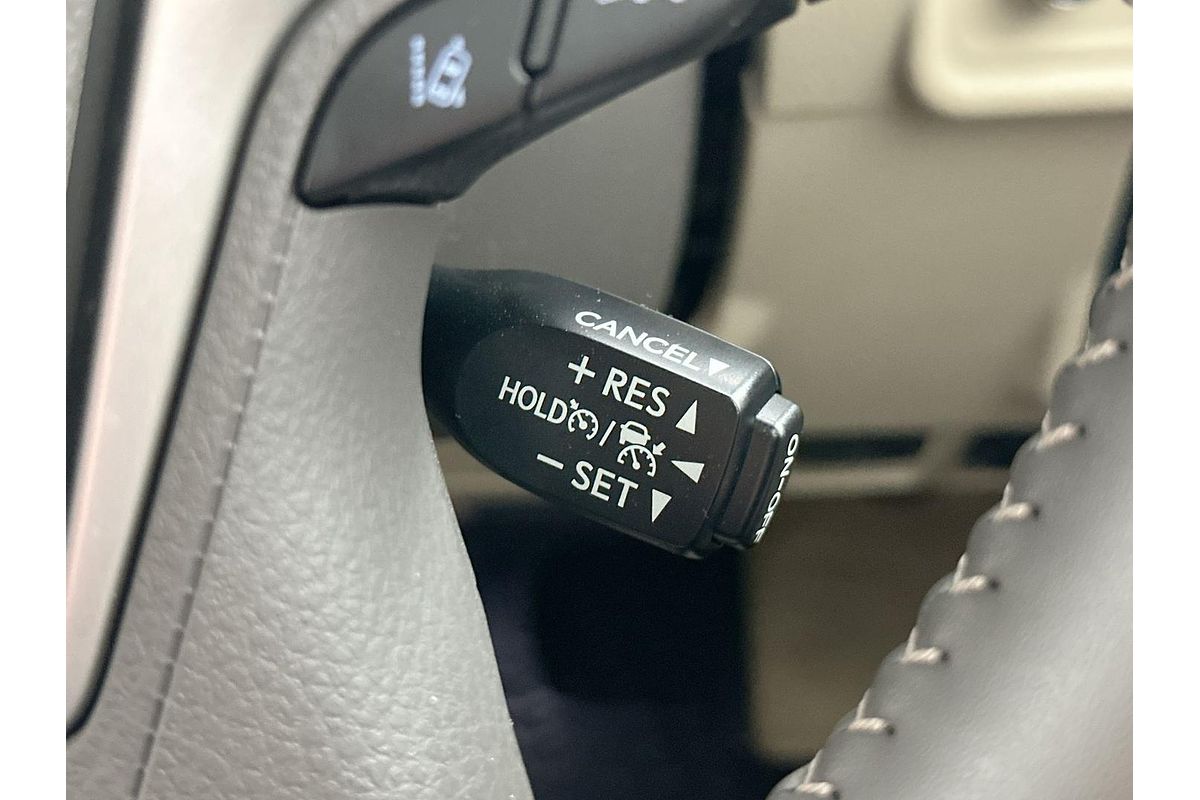 CANCEL
+ RES
HOLD /
− SET
ON-OFF